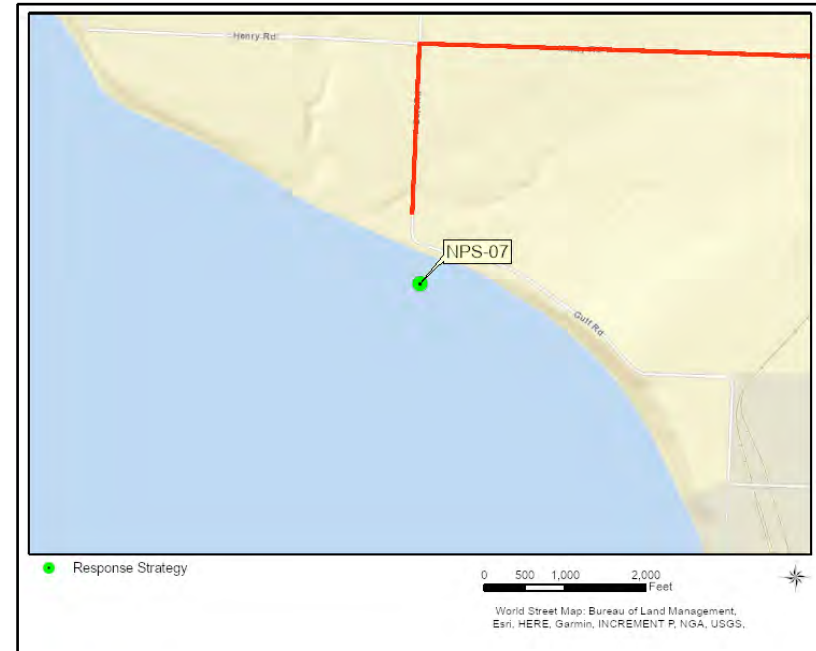 Henry Rd
NPS-07
Gulf Rd
Response Strategy
0 500 1,000 2,000
Feet
World Street Map: Bureau of Land Management,
Esri, HERE, Garmin, INCREMENT P, NGA, USGS.